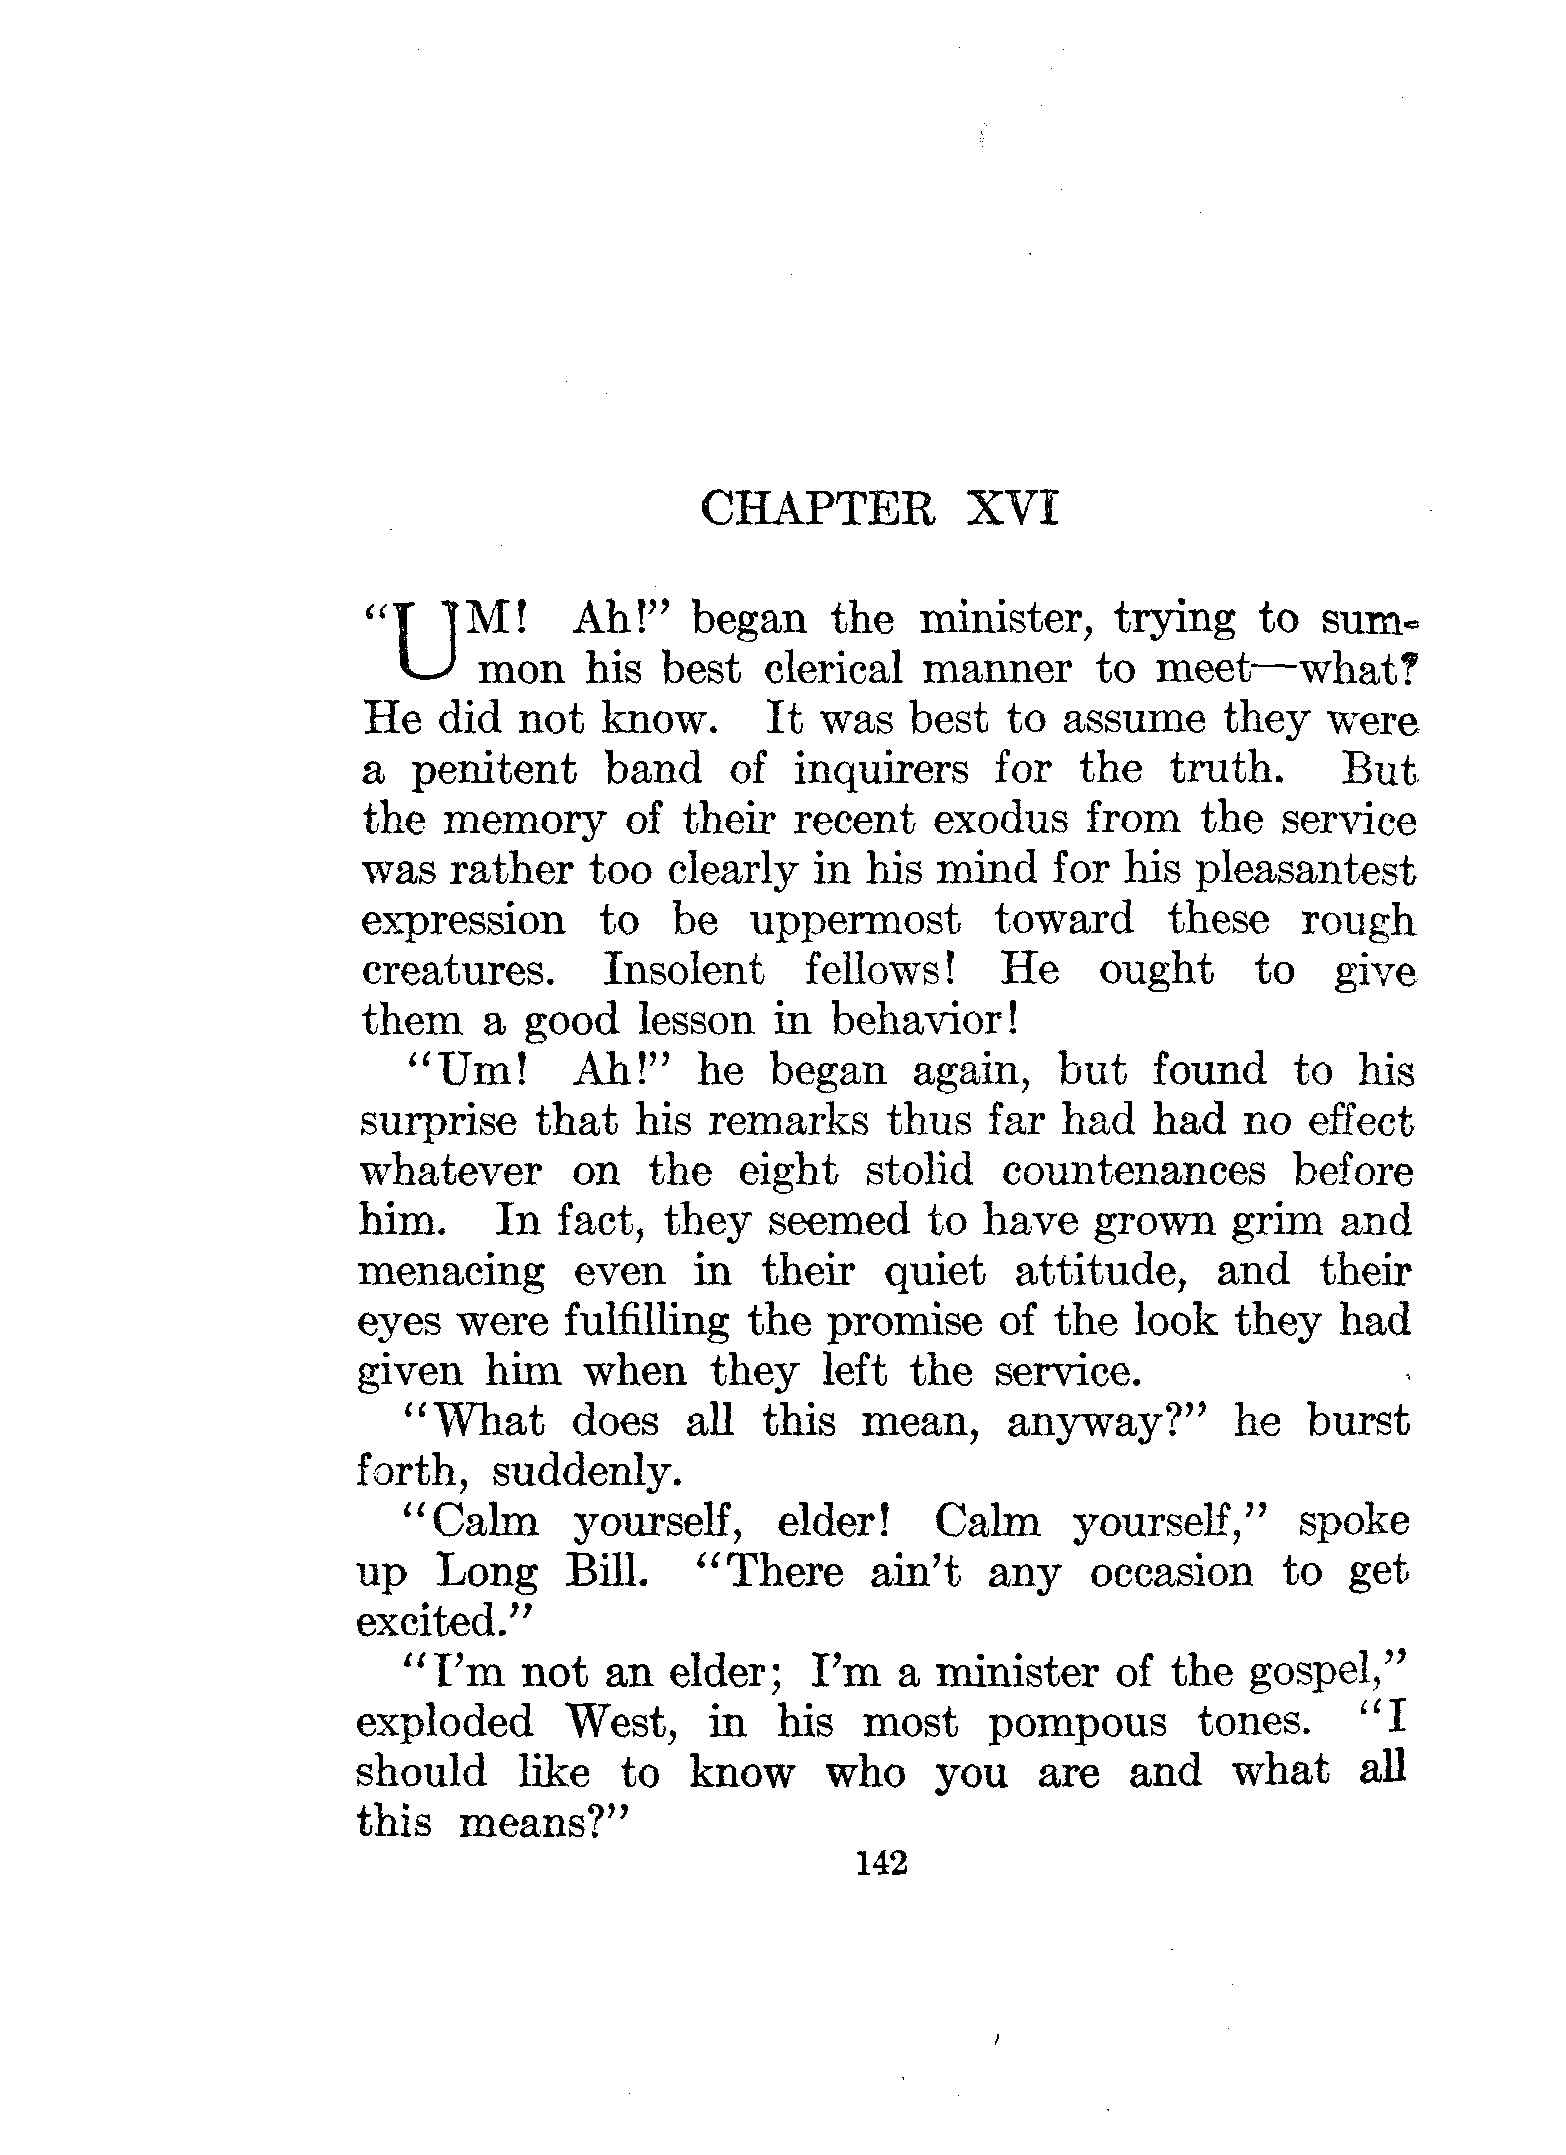 CHAPTER XVI
“UM! Ah!” began the minister, trying to sum-
mon his best clerical manner to meet—what?
He did not know. It was best to assume they were
a penitent band of inquirers for the truth. But
the memory of their recent exodus from the service
was rather too clearly in his mind for his pleasantest
expression to be uppermost toward these rough
creatures. Insolent fellows! He ought to give
them a good lesson in behavior!
“Um! Ah!” he began again, but found to his
surprise that his remarks thus far had had no effect
whatever on the eight stolid countenances before
him. In fact, they seemed to have grown grim and
menacing even in their quiet attitude, and their
eyes were fulfilling the promise of the look they had
given him when they left the service.
“What does all this mean, anyway?” he burst
forth, suddenly.
“Calm yourself, elder! Calm yourself,” spoke
up Long Bill. “There ain’t any occasion to get
excited.”
“I’m not an elder; I’m a minister of the gospel,”
exploded West, in his most pompous tones. “I
should like to know who you are and what all
this means?”
142